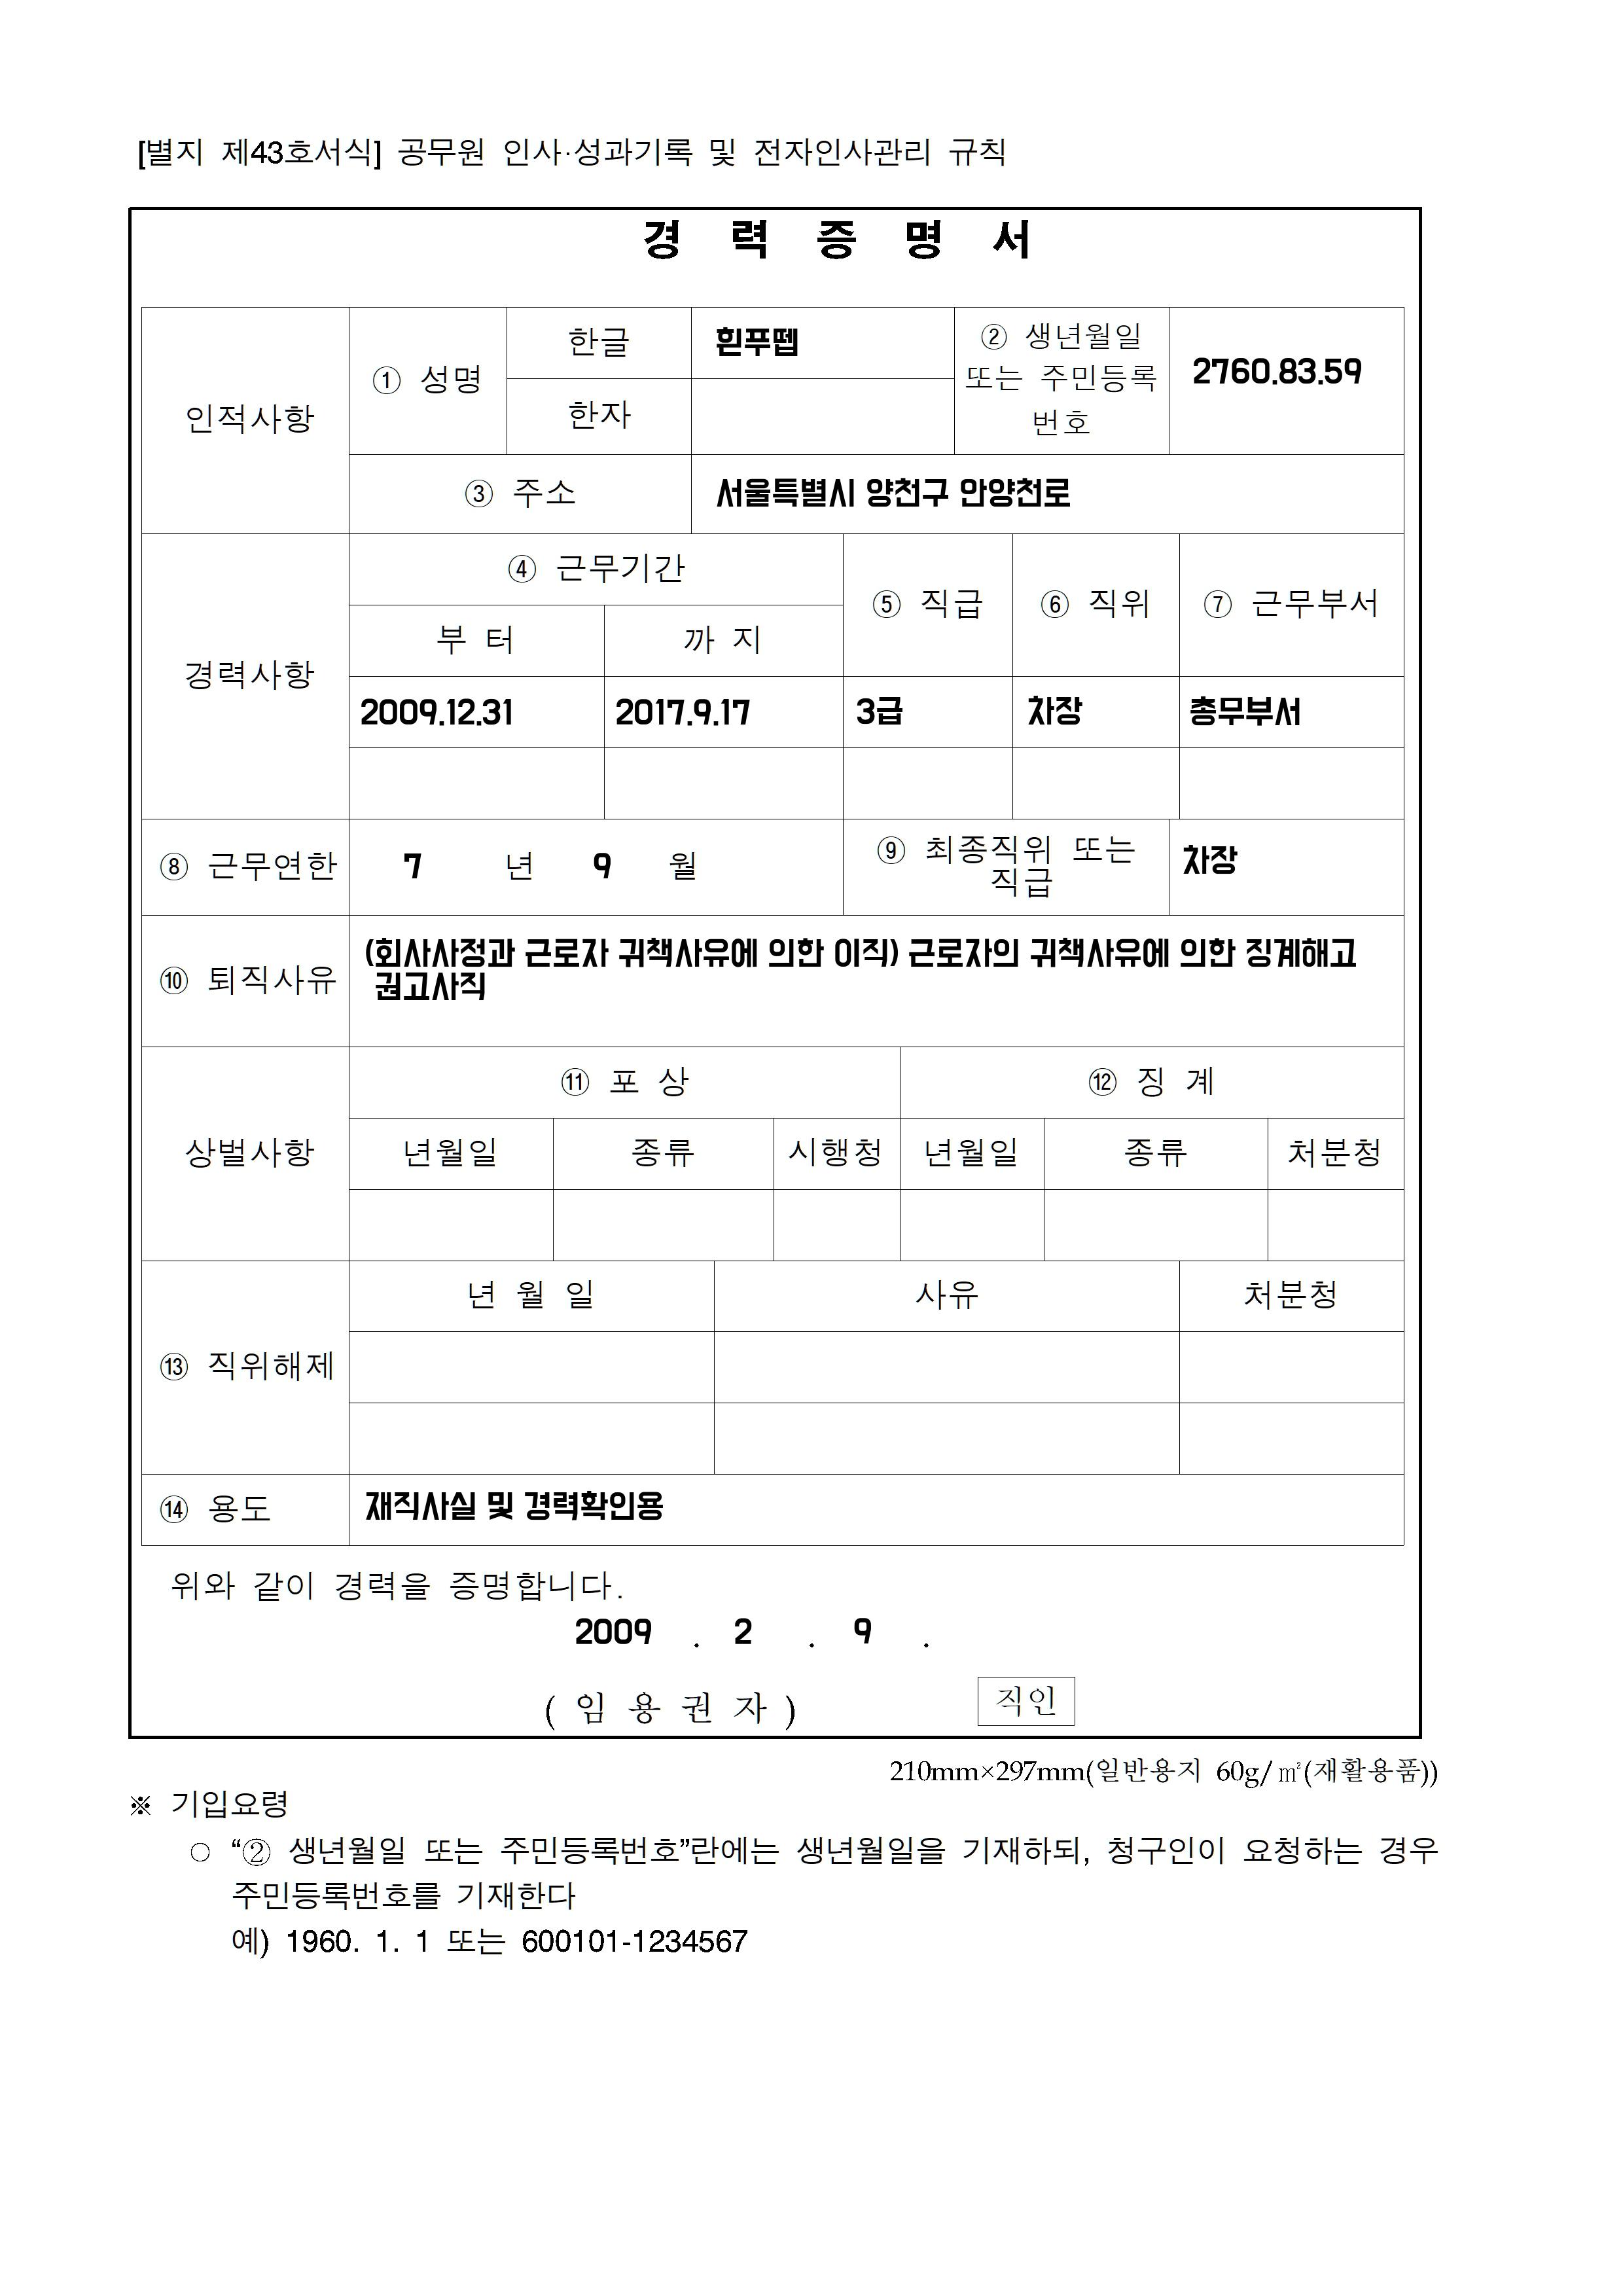 [별지 제43호서식] 공무원 인사·성과기록 및 전자인사관리 규칙
경 력 증 명 서
인적사항
① 성명
한글
흰푸뗍
② 생년월일
또는 주민등록
번호
2760.83.59
한자
③ 주소
서울특별시 양천구 안양천로
경력사항
④ 근무기간
⑤ 직급
⑥ 직위
⑦ 근무부서
부 터
까 지
2009.12.31
2017.9.17
3급
차장
총무부서
⑧ 근무연한
7 년 9 월
⑨ 최종직위 또는
직급
차장
⑩ 퇴직사유
(회사사정과 근로자 귀책사유에 의한 이직) 근로자의 귀책사유에 의한 징계해고
권고사직
상벌사항
⑪ 포 상
⑫ 징 계
년월일
종류
시행청
년월일
종류
처분청
⑬ 직위해제
년 월 일
사유
처분청
⑭ 용도
재직사실 및 경력확인용
위와 같이 경력을 증명합니다.
2009 . 2 . 9 .
( 임 용 권 자 )
직인
210mm×297mm(일반용지 60g/㎡(재활용품))
※ 기입요령
○ “② 생년월일 또는 주민등록번호”란에는 생년월일을 기재하되, 청구인이 요청하는 경우
주민등록번호를 기재한다
예) 1960. 1. 1 또는 600101-1234567